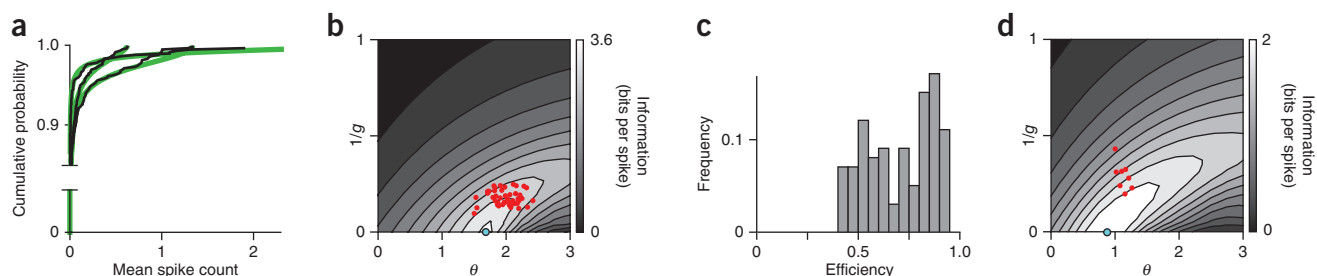 a
1.0
0.9
0
Cumulative probability
0
1
2
Mean spike count
b
1
1/g
0
0
1
2
3
θ
3.6
0
Information
(bits per spike)
c
0.1
0
Frequency
0
0.5
1.0
Efficiency
d
1
1/g
0
0
1
2
3
θ
2
0
Information
(bits per spike)